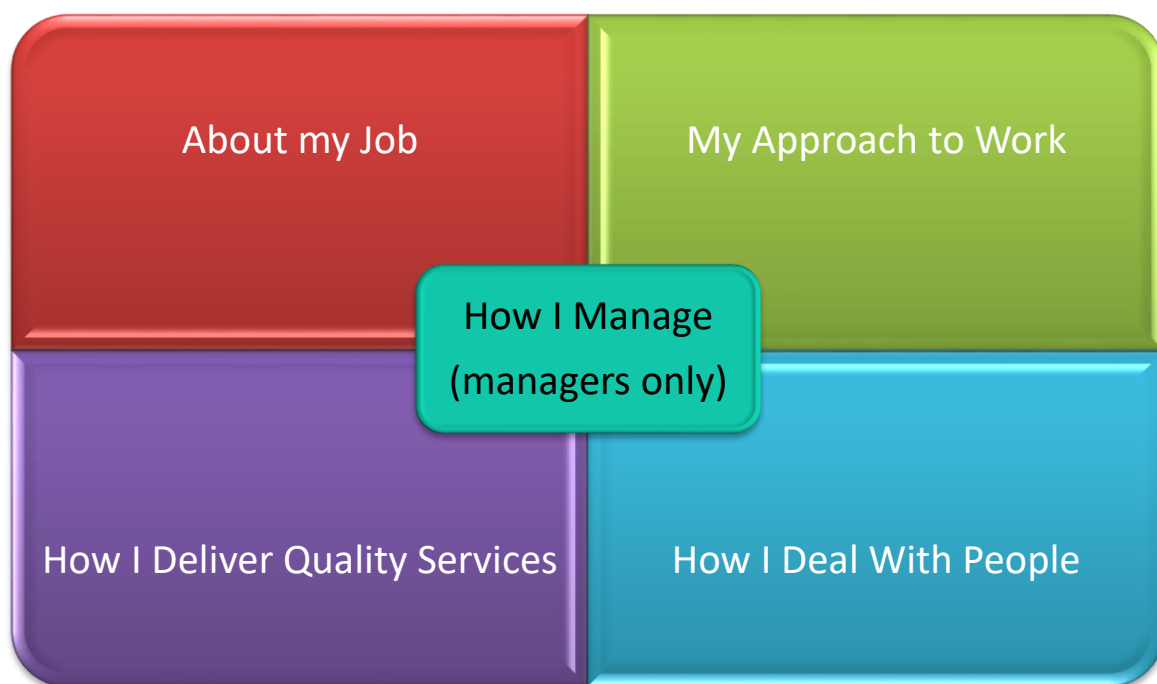 About my Job
My Approach to Work
How I Manage
(managers only)
How I Deliver Quality Services
How I Deal With People